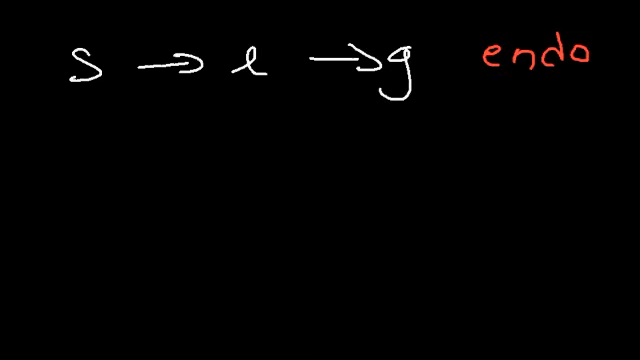 s → l → g endo